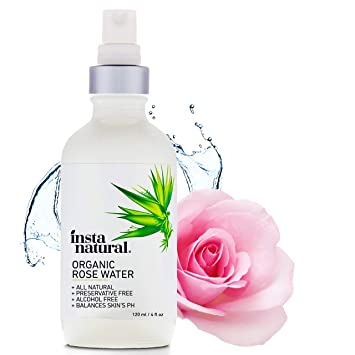 insta
natural.
ORGANIC
ROSE WATER
+ ALL NATURAL
+ PRESERVATIVE FREE
+ ALCOHOL FREE
+ BALANCES SKIN'S PH
120 ml / 4 fl oz